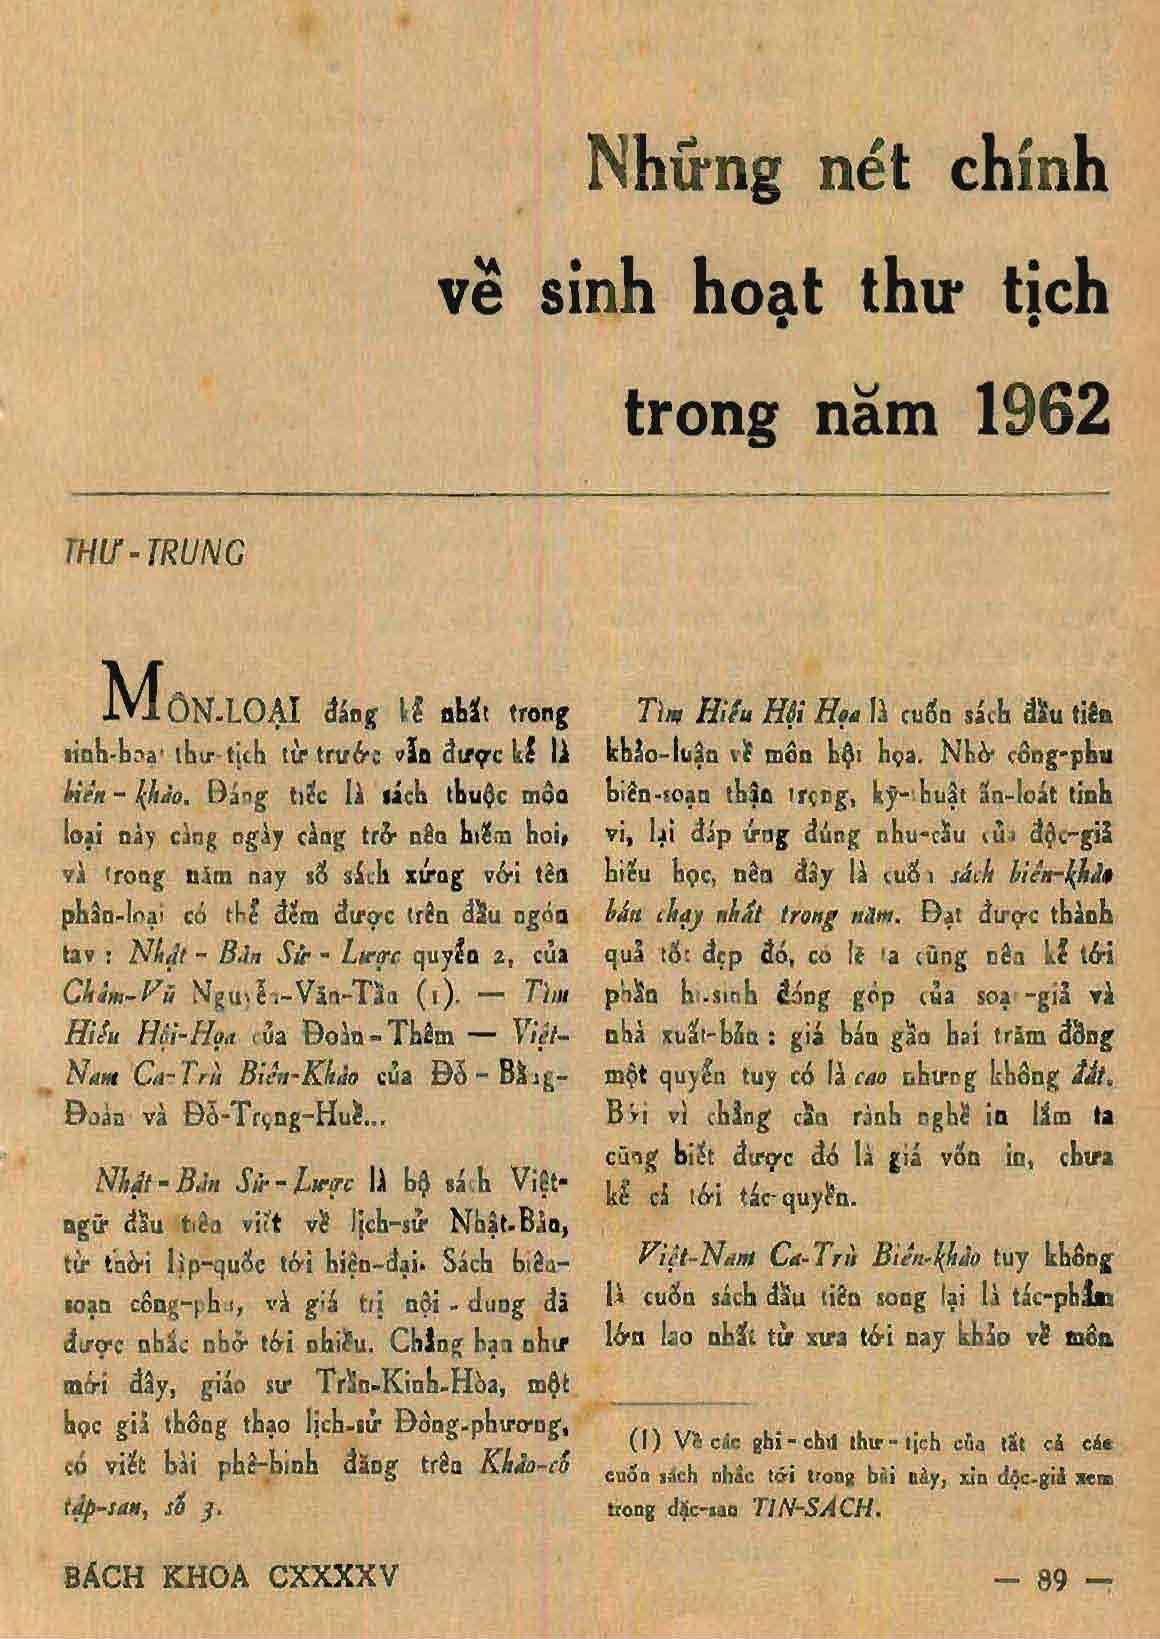 Những nét chính
về sinh hoạt thư tịch
trong năm 1962
THƯ - TRUNG
MÔN-LOẠI đáng kể nhất trong
sinh-hoạt thư-tịch từ trước vẫn được kể là
biên - khảo. Đáng tiếc là sách thuộc môn
loại này càng ngày càng trở nên hiếm hoi,
và trong năm nay số sách xứng với tên
phân-loại có thể đếm được trên đầu ngón
tay : Nhật - Bản Sử - Lược quyển 2, của
Châm-Vũ Nguyễn-Văn-Tần (1). — Tìm
Hiểu Hội-Họa của Đoàn-Thêm — Việt-
Nam Ca-Trù Biên-Khảo của Đỗ - Bằng-
Đoàn và Đỗ-Trọng-Huề...
Nhật - Bản Sử - Lược là bộ sách Việt-
ngữ đầu tiên viết về lịch-sử Nhật-Bản,
từ thời lập-quốc tới hiện-đại. Sách biên-
soạn công-phu, và giá trị nội - dung đã
được nhắc nhở tới nhiều. Chẳng hạn như
mới đây, giáo sư Trần-Kinh-Hòa, một
học giả thông thạo lịch-sử Đông-phương,
có viết bài phê-bình đăng trên Khảo-cổ
tập-san, số 3.
Tìm Hiểu Hội Họa là cuốn sách đầu tiên
khảo-luận về môn hội họa. Nhờ công-phu
biên-soạn thận trọng, kỹ-thuật ấn-loát tinh
vi, lại đáp ứng đúng nhu-cầu của độc-giả
hiếu học, nên đây là cuốn sách biên-khảo
bán chạy nhất trong năm. Đạt được thành
quả tốt đẹp đó, có lẽ ta cũng nên kể tới
phần hi-sinh đóng góp của soạn-giả và
nhà xuất-bản : giá bán gần hai trăm đồng
một quyển tuy có là cao nhưng không đắt.
Bởi vì chẳng cần rành nghề in lắm ta
cũng biết được đó là giá vốn in, chưa
kể cả tới tác-quyền.
Việt-Nam Ca-Trù Biên-khảo tuy không
là cuốn sách đầu tiên song lại là tác-phẩm
lớn lao nhất từ xưa tới nay khảo về môn
(1) Về các ghi - chú thư - tịch của tất cả các
cuốn sách nhắc tới trong bài này, xin độc-giả xem
trong đặc-san TIN-SÁCH.
BÁCH KHOA CXXXXV
— 89 —